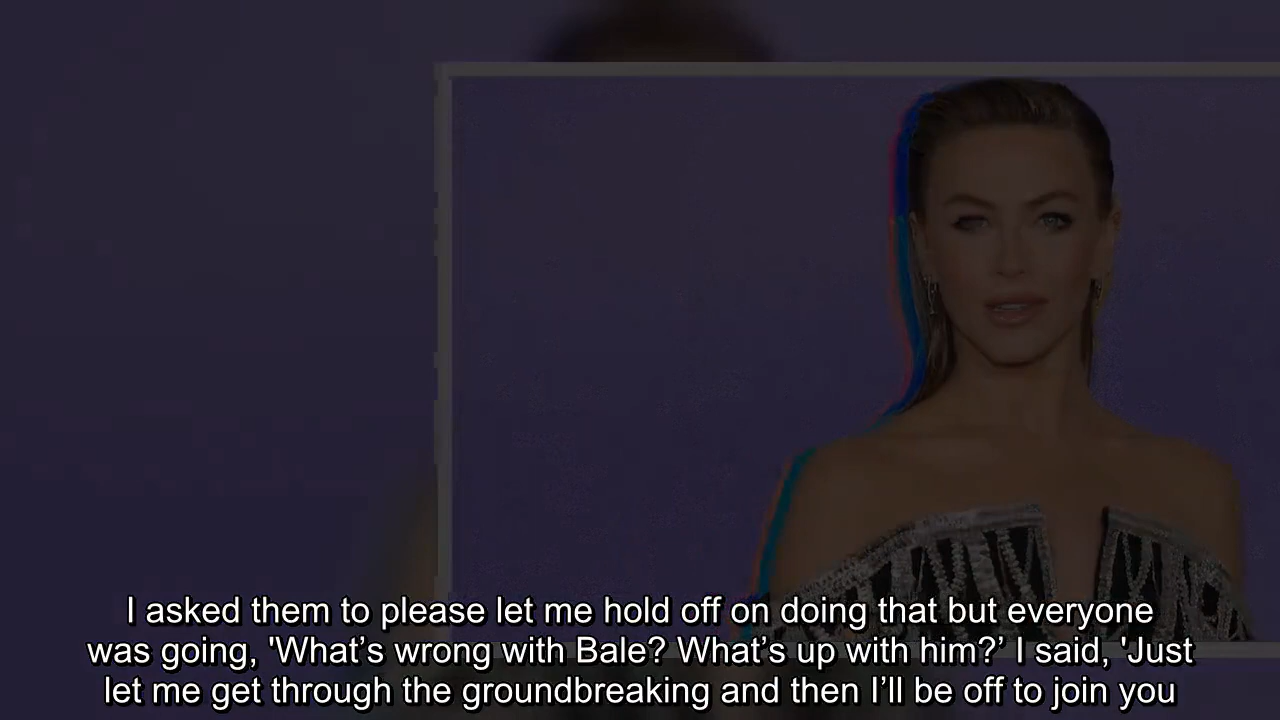 I asked them to please let me hold off on doing that but everyone
was going, 'What’s wrong with Bale? What’s up with him?’ I said, 'Just
let me get through the groundbreaking and then I’ll be off to join you